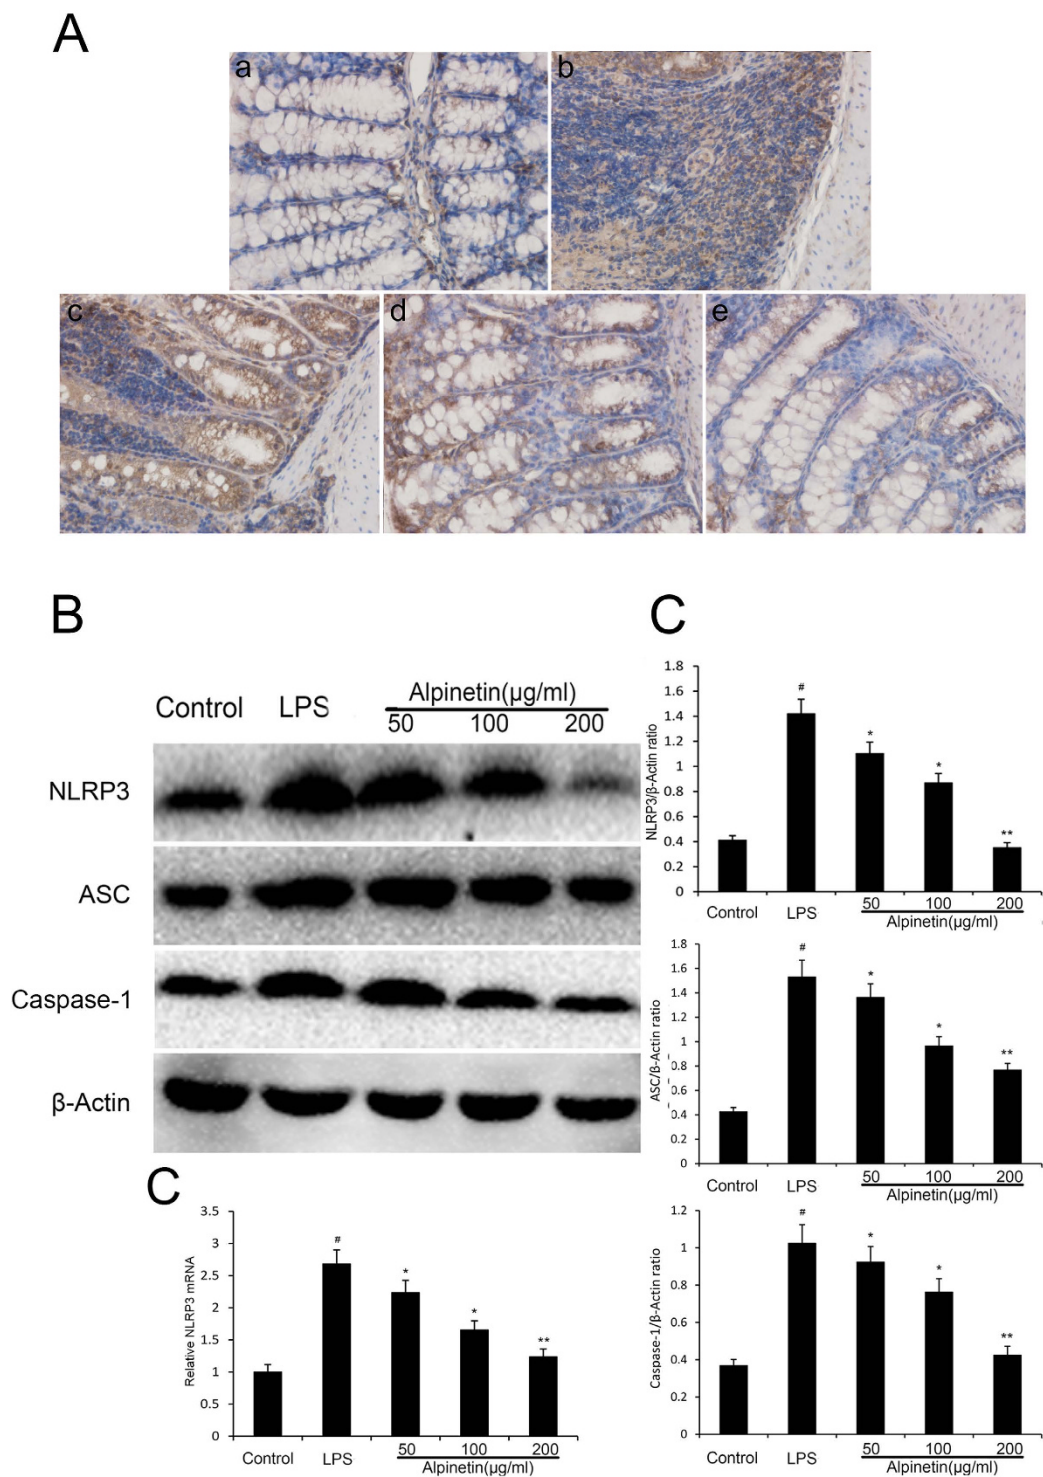 A
a
b
c
d
e
B
Control LPS Alpinetin(µg/ml)
50 100 200
NLRP3
ASC
Caspase-1
β-Actin
C
NLRP3/β-Actin ratio
1.8
1.6
1.4
1.2
1
0.8
0.6
0.4
0.2
0
#
*
*
**
Control LPS 50 100 200
Alpinetin(µg/ml)
ASC/β-Actin ratio
1.8
1.6
1.4
1.2
1
0.8
0.6
0.4
0.2
0
#
*
*
**
Control LPS 50 100 200
Alpinetin(µg/ml)
Caspase-1/β-Actin ratio
1.2
1
0.8
0.6
0.4
0.2
0
#
*
*
**
Control LPS 50 100 200
Alpinetin(µg/ml)
C
Relative NLRP3 mRNA
3.5
3
2.5
2
1.5
1
0.5
0
#
*
*
**
Control LPS 50 100 200
Alpinetin(µg/ml)